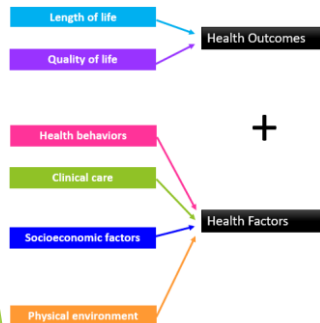 Length of life
Health Outcomes
Quality of life
+
Health behaviors
Clinical care
Health Factors
Socioeconomic factors
Physical environment